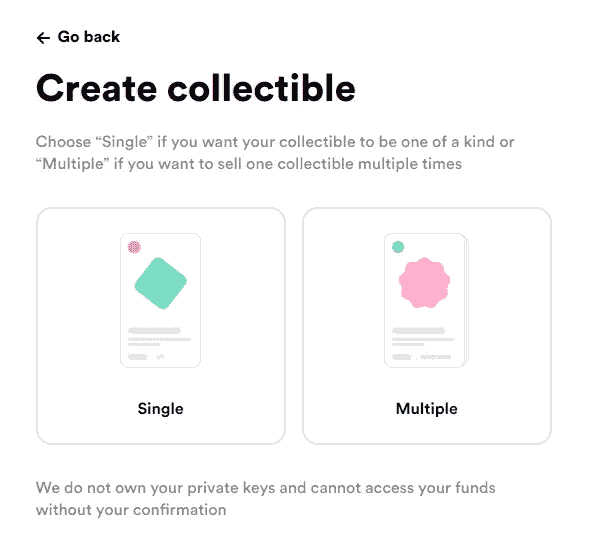 Go back
Create collectible
Choose “Single” if you want your collectible to be one of a kind or
“Multiple” if you want to sell one collectible multiple times
Single
Multiple
We do not own your private keys and cannot access your funds
without your confirmation